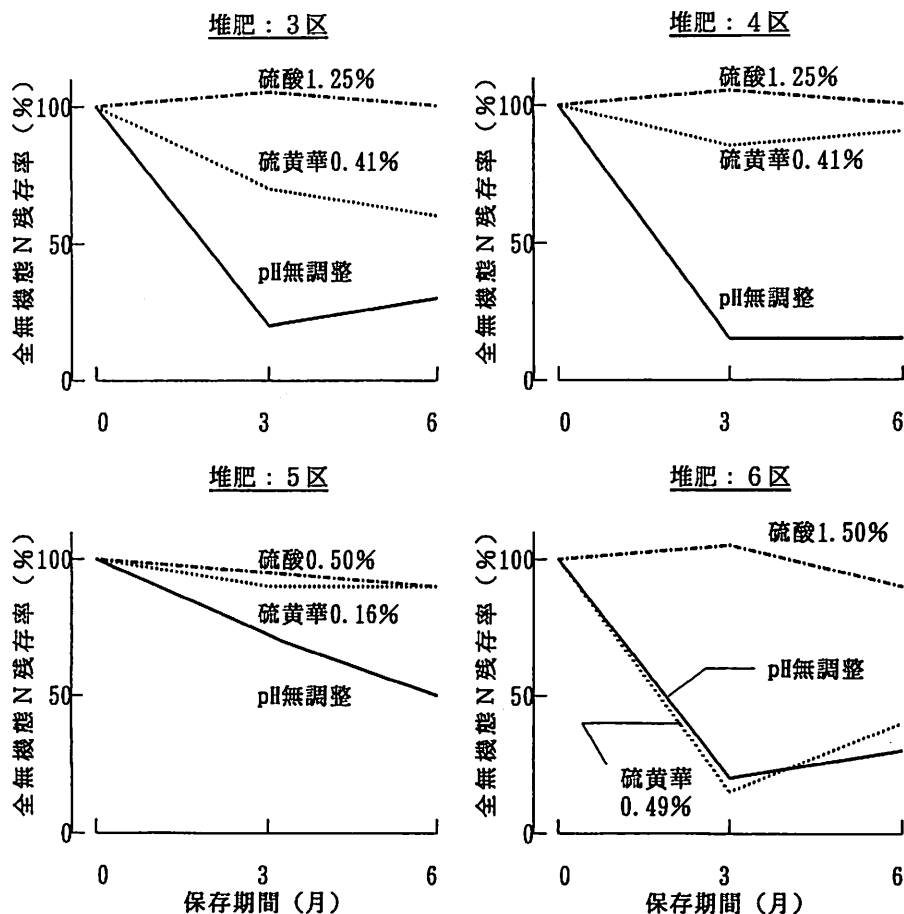 堆肥：3区
全無機態N残存率（%）
100
50
0
硫酸1.25%
硫黄華0.41%
pH無調整
0 3 6
堆肥：4区
全無機態N残存率（%）
100
50
0
硫酸1.25%
硫黄華0.41%
pH無調整
0 3 6
堆肥：5区
全無機態N残存率（%）
100
50
0
硫酸0.50%
硫黄華0.16%
pH無調整
0 3 6
保存期間（月）
堆肥：6区
全無機態N残存率（%）
100
50
0
硫酸1.50%
pH無調整
硫黄華
0.49%
0 3 6
保存期間（月）